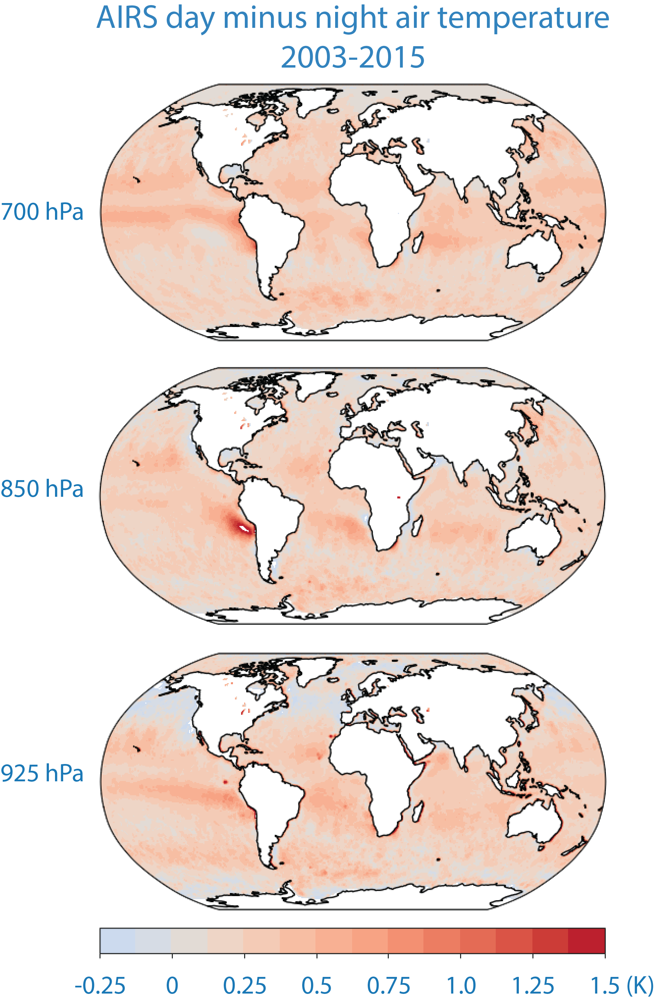 AIRS day minus night air temperature
2003-2015
700 hPa
850 hPa
925 hPa
-0.25 0 0.25 0.5 0.75 1.0 1.25 1.5 (K)